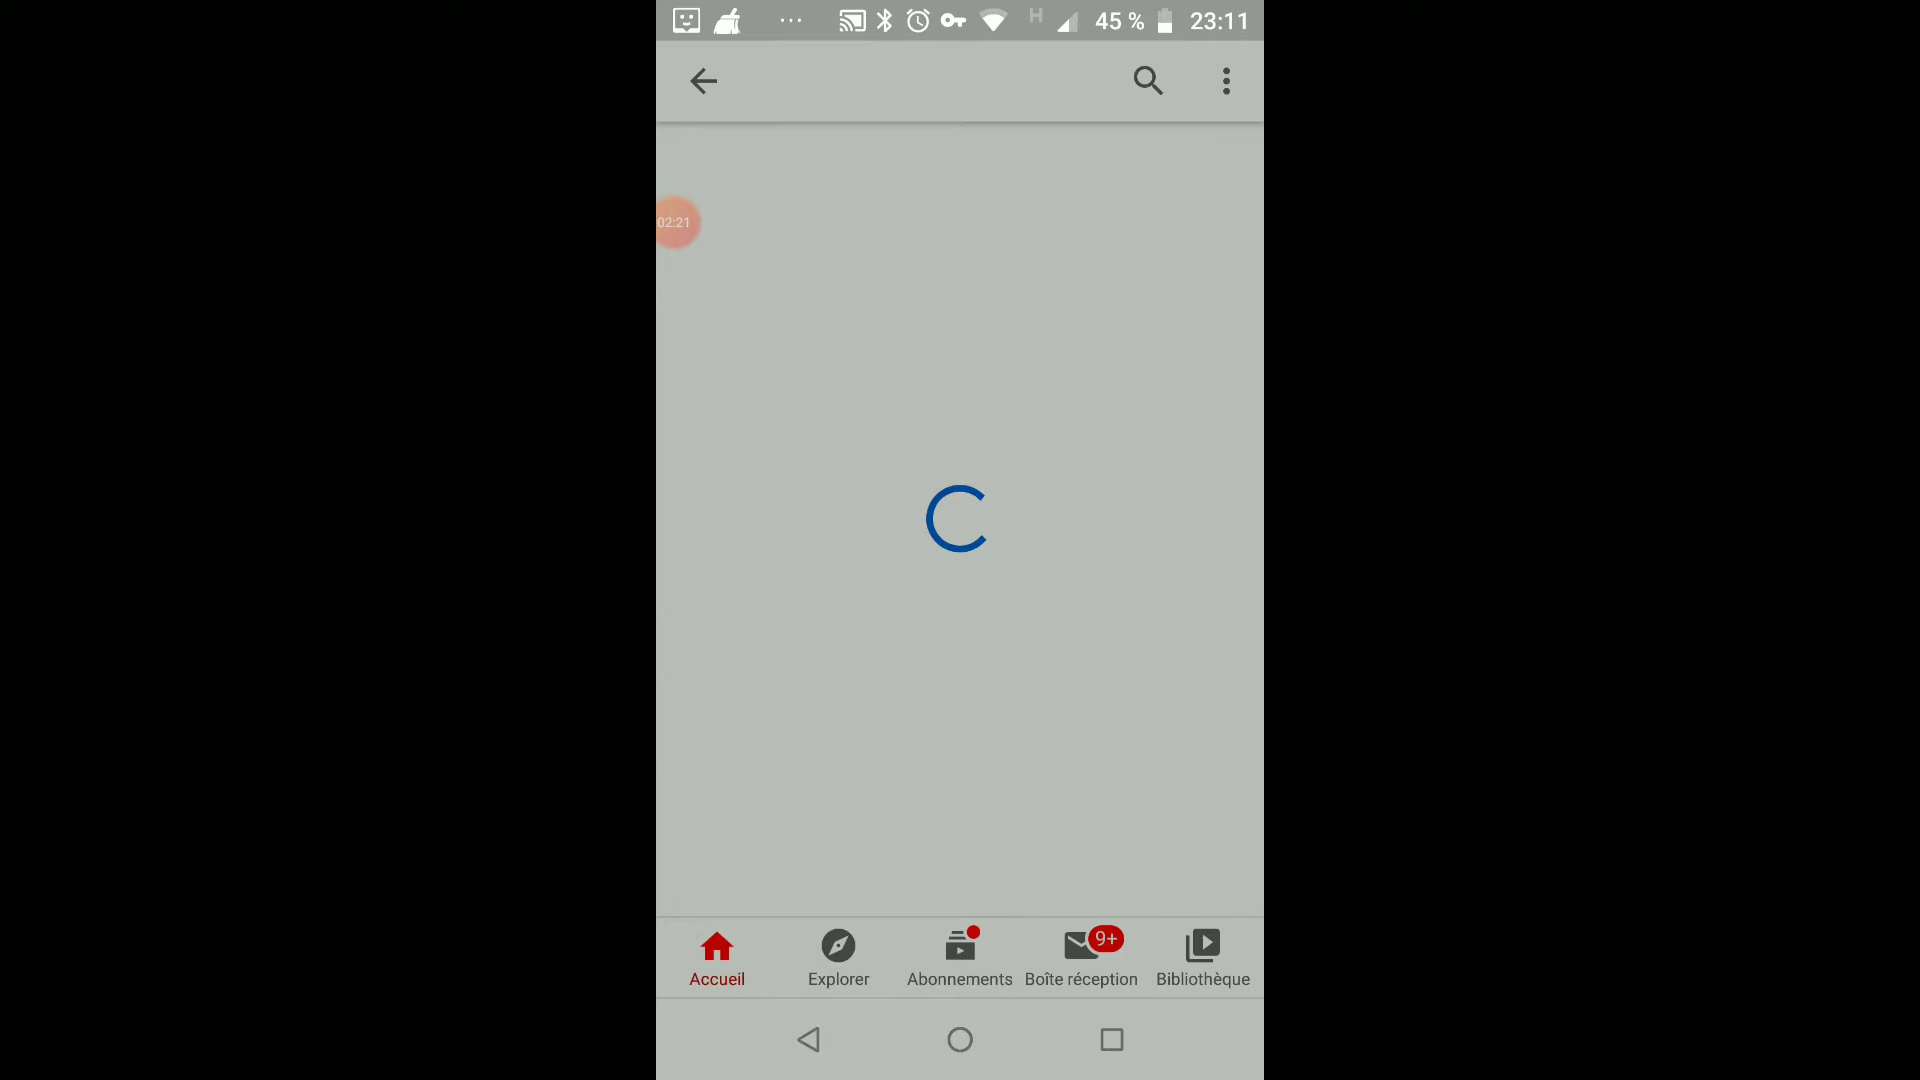 H 45 % 23:11
02:21
9+
Accueil Explorer Abonnements Boîte réception Bibliothèque